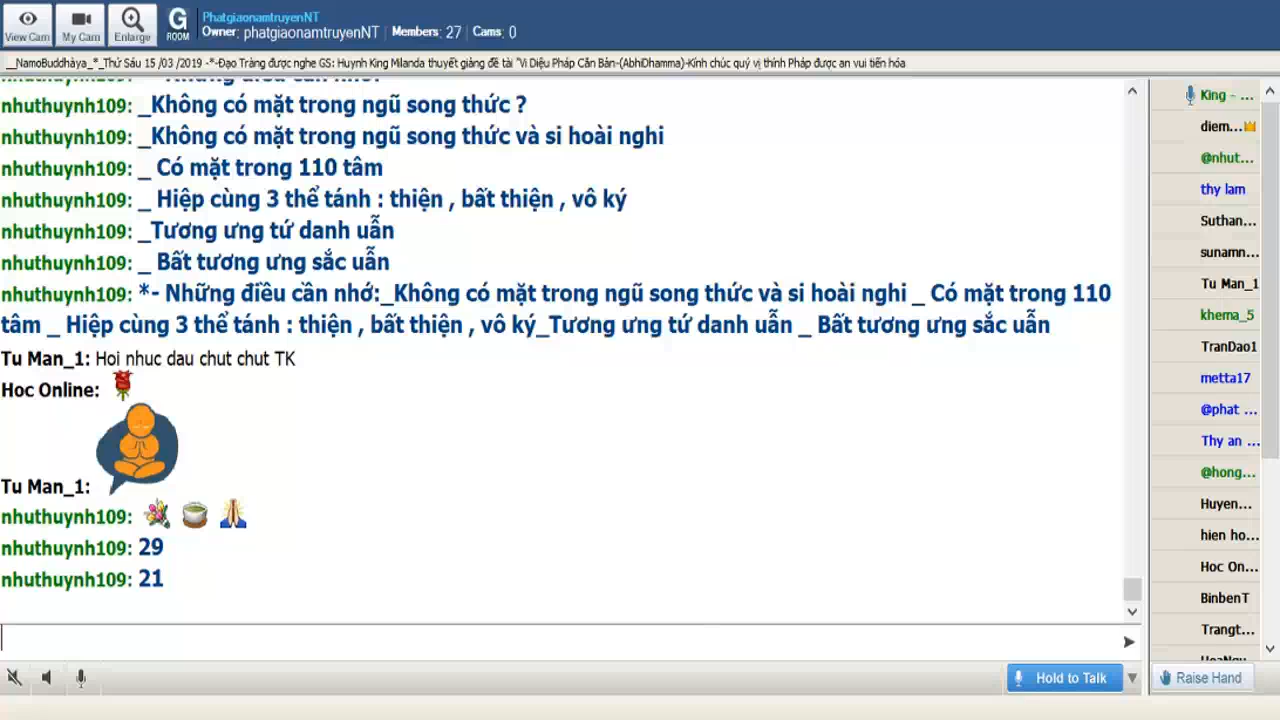 PhatgiaonamtruyenNT
Owner: phatgiaonamtruyenNT Members: 27 Cams: 0
View Cam My Cam Enlarge G ROOM
__NamoBuddhàya_*_Thứ Sáu 15 /03 /2019 -*-Đạo Tràng được nghe GS: Huynh King Milanda thuyết giảng đề tài "Vi Diệu Pháp Căn Bản-(AbhiDhamma)-Kính chúc quý vị thính Pháp được an vui tiến hóa
nhuthuynh109: _Không có mặt trong ngũ song thức ?
nhuthuynh109: _Không có mặt trong ngũ song thức và si hoài nghi
nhuthuynh109: _ Có mặt trong 110 tâm
nhuthuynh109: _ Hiệp cùng 3 thể tánh : thiện , bất thiện , vô ký
nhuthuynh109: _Tương ưng tứ danh uẫn
nhuthuynh109: _ Bất tương ưng sắc uẫn
nhuthuynh109: *- Những điều cần nhớ:_Không có mặt trong ngũ song thức và si hoài nghi _ Có mặt trong 110
tâm _ Hiệp cùng 3 thể tánh : thiện , bất thiện , vô ký_Tương ưng tứ danh uẫn _ Bất tương ưng sắc uẫn
Tu Man_1: Hoi nhuc dau chut chut TK
Hoc Online:
Tu Man_1:
nhuthuynh109:
nhuthuynh109: 29
nhuthuynh109: 21
King - ...
diem...
@nhut...
thy lam
Suthan...
sunamn...
Tu Man_1
khema_5
TranDao1
metta17
@phat ...
Thy an ...
@hong...
Huyen...
hien ho...
Hoc On...
BinbenT
Trangt...
Hold to Talk
Raise Hand